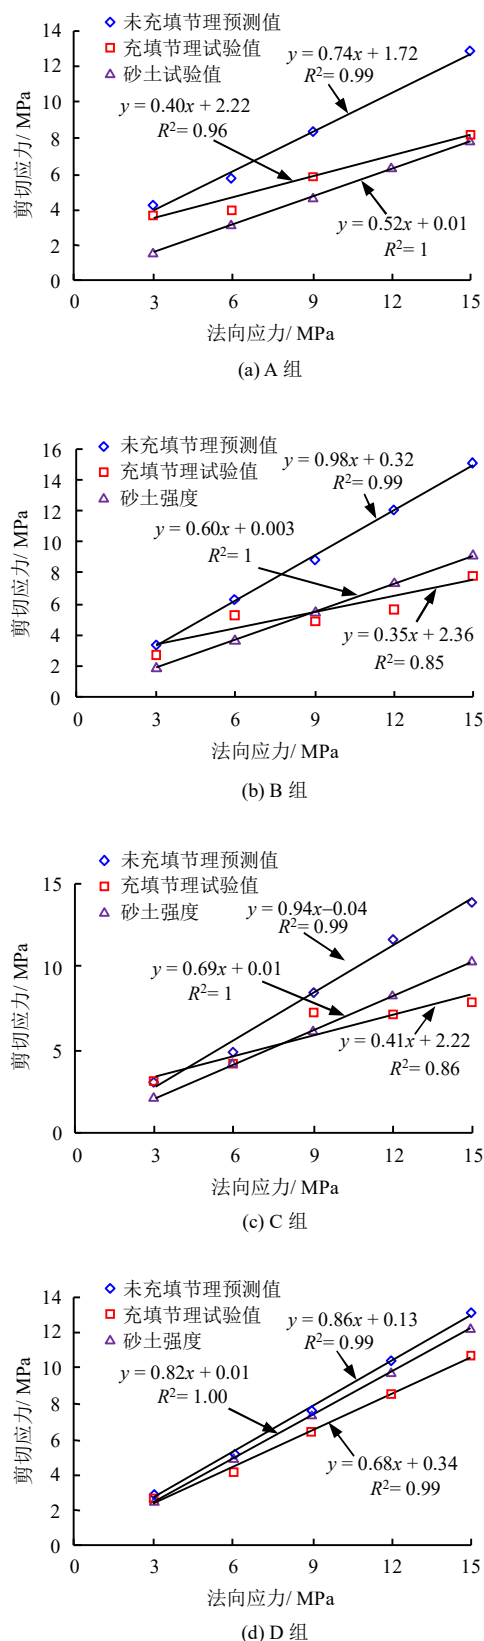 未充填节理预测值
充填节理试验值
砂土试验值
y = 0.74x + 1.72
R²= 0.99
y = 0.40x + 2.22
R²= 0.96
y = 0.52x + 0.01
R²= 1
剪切应力/ MPa
14
12
10
8
6
4
2
0
0 3 6 9 12 15
法向应力/ MPa
(a) A 组
未充填节理预测值
充填节理试验值
砂土强度
y = 0.98x + 0.32
R²= 0.99
y = 0.60x + 0.003
R²= 1
y = 0.35x + 2.36
R²= 0.85
剪切应力/ MPa
16
14
12
10
8
6
4
2
0
0 3 6 9 12 15
法向应力/ MPa
(b) B 组
未充填节理预测值
充填节理试验值
砂土强度
y = 0.94x–0.04
R²= 0.99
y = 0.69x + 0.01
R²= 1
y = 0.41x + 2.22
R²= 0.86
剪切应力/ MPa
15
10
5
0
0 3 6 9 12 15
法向应力/ MPa
(c) C 组
未充填节理预测值
充填节理试验值
砂土强度
y = 0.86x + 0.13
R²= 0.99
y = 0.82x + 0.01
R²= 1.00
y = 0.68x + 0.34
R²= 0.99
剪切应力/ MPa
14
12
10
8
6
4
2
0
0 3 6 9 12 15
法向应力/ MPa
(d) D 组